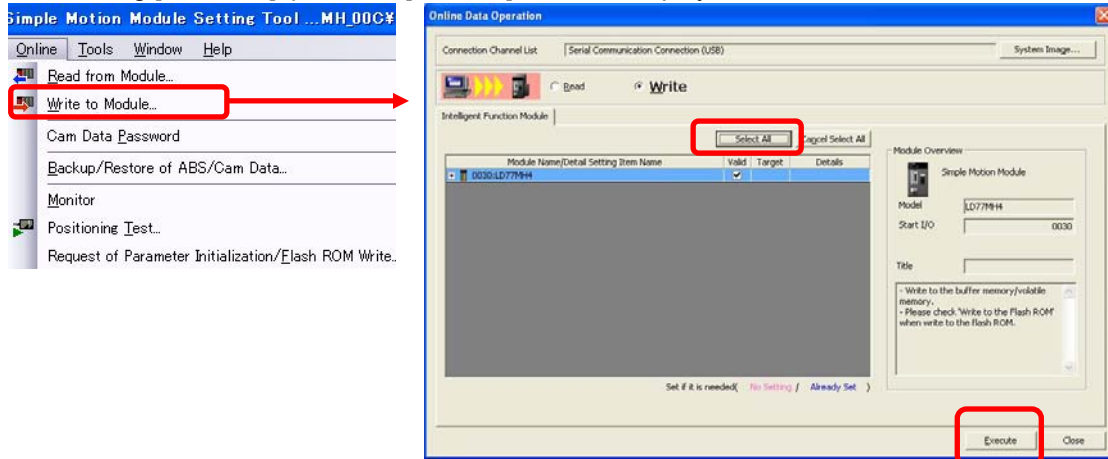 Simple Motion Module Setting Tool ...MH_00C¥
Online Tools Window Help
Read from Module...
Write to Module...
Cam Data Password
Backup/Restore of ABS/Cam Data...
Monitor
Positioning Test...
Request of Parameter Initialization/Flash ROM Write..
Online Data Operation
Connection Channel List Serial Communication Connection (USB) System Image...
Read Write
Intelligent Function Module
Select All Cancel Select All
Module Name/Detail Setting Item Name Valid Target Details
0030:LD77MH4
Module Overview
Simple Motion Module
Model LD77MH4
Start I/O 0030
Title
- Write to the buffer memory/volatile
memory.
- Please check 'Write to the Flash ROM'
when write to the flash ROM.
Set if it is needed( No Setting / Already Set )
Execute Close